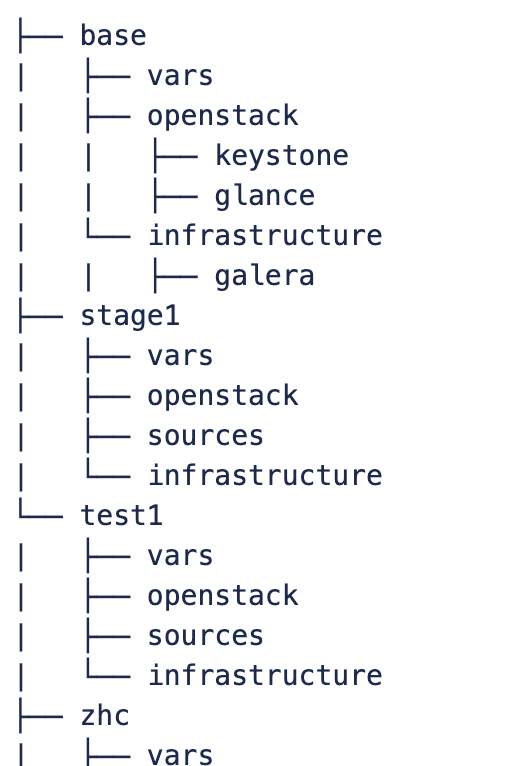 ├── base
│   ├── vars
│   ├── openstack
│   │   ├── keystone
│   │   ├── glance
│   └── infrastructure
│   │   ├── galera
├── stage1
│   ├── vars
│   ├── openstack
│   ├── sources
│   └── infrastructure
└── test1
│   ├── vars
│   ├── openstack
│   ├── sources
│   └── infrastructure
├── zhc
│   ├── vars